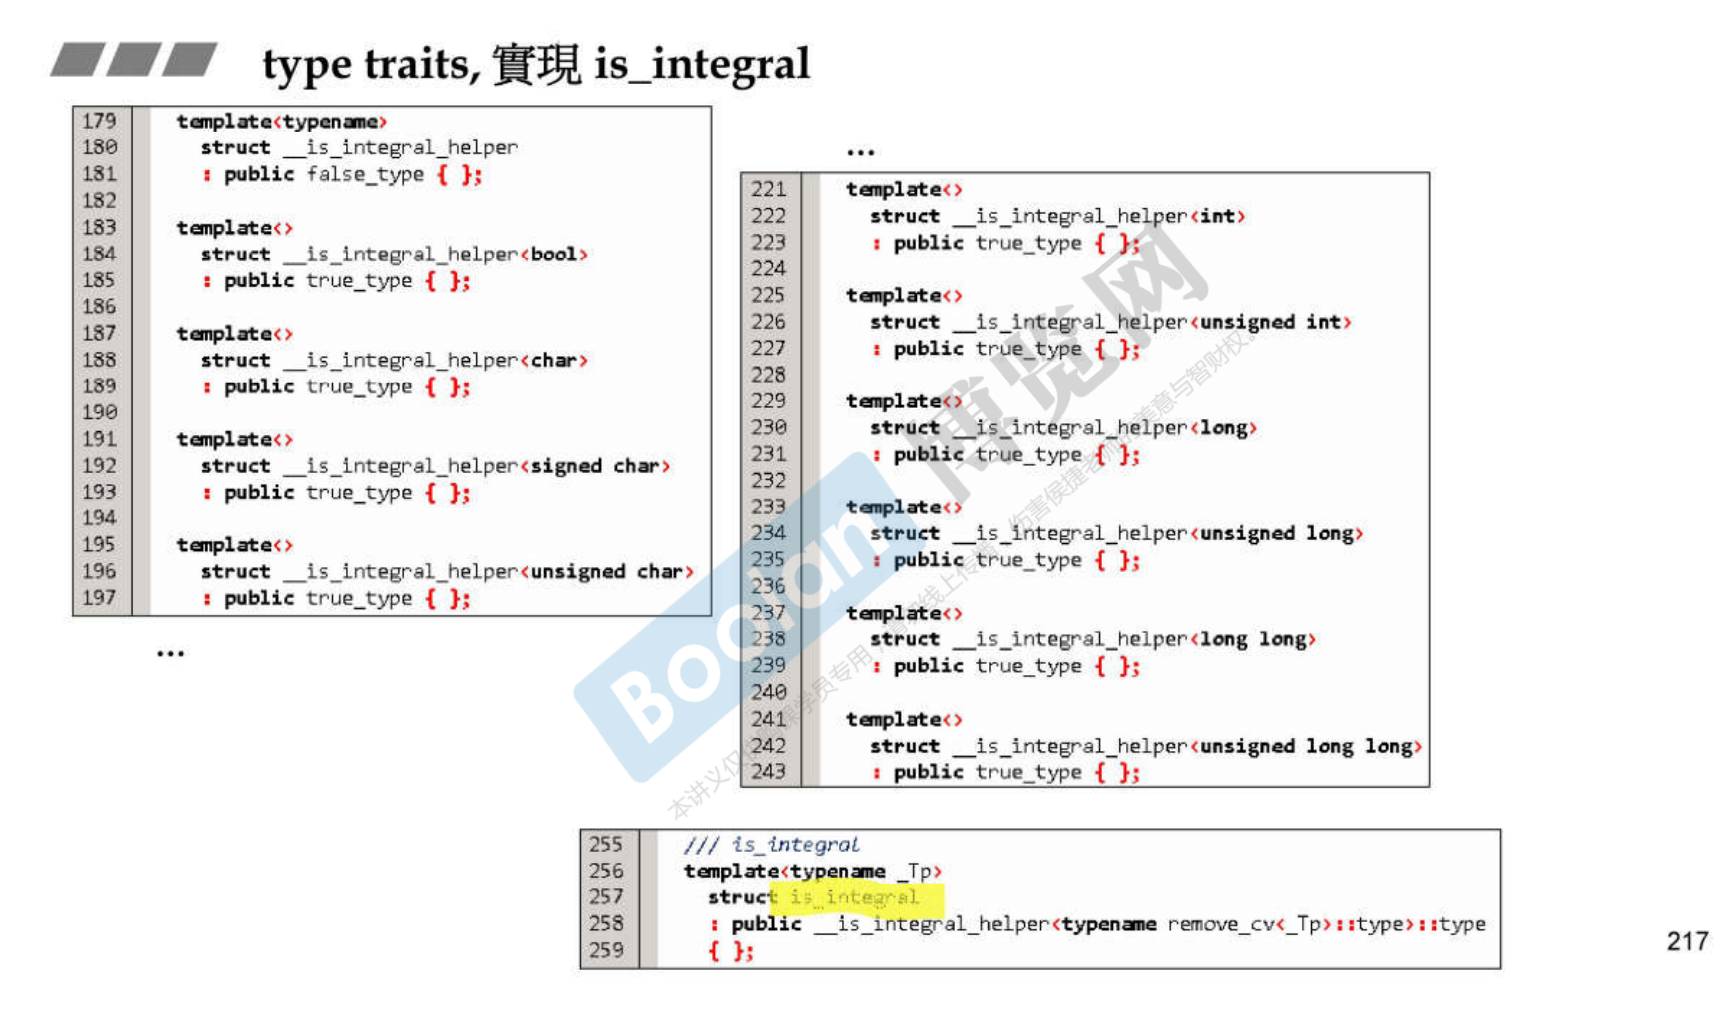 type traits, 實現 is_integral
179 template<typename>
180 struct __is_integral_helper
181 : public false_type { };
182
183 template<>
184 struct __is_integral_helper<bool>
185 : public true_type { };
186
187 template<>
188 struct __is_integral_helper<char>
189 : public true_type { };
190
191 template<>
192 struct __is_integral_helper<signed char>
193 : public true_type { };
194
195 template<>
196 struct __is_integral_helper<unsigned char>
197 : public true_type { };
...
...
221 template<>
222 struct __is_integral_helper<int>
223 : public true_type { };
224
225 template<>
226 struct __is_integral_helper<unsigned int>
227 : public true_type { };
228
229 template<>
230 struct __is_integral_helper<long>
231 : public true_type { };
232
233 template<>
234 struct __is_integral_helper<unsigned long>
235 : public true_type { };
236
237 template<>
238 struct __is_integral_helper<long long>
239 : public true_type { };
240
241 template<>
242 struct __is_integral_helper<unsigned long long>
243 : public true_type { };
255 /// is_integral
256 template<typename _Tp>
257 struct is_integral
258 : public __is_integral_helper<typename remove_cv<_Tp>::type>::type
259 { };
217
Boolan 博览网